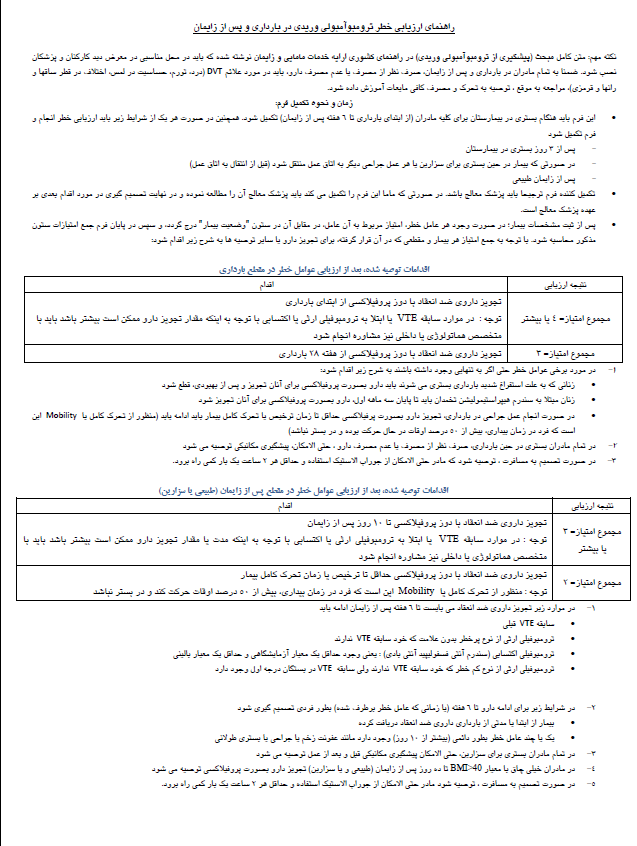 راهنمای ارزیابی خطر ترومبوآمبولی وریدی در بارداری و پس از زایمان
نکته مهم: متن کامل مبحث (پیشگیری از ترومبوآمبولی وریدی) در راهنمای کشوری ارایه خدمات مامایی و زایمان نوشته شده که باید در محل مناسبی در معرض دید کارکنان و پزشکان
نصب شود. ضمنا به تمام مادران در بارداری و پس از زایمان، صرف نظر از مصرف یا عدم مصرف دارو، باید در مورد علائم DVT (درد، تورم، حساسیت در لمس، اختلاف در قطر ساقها و
رانها و قرمزی)، مراجعه به موقع ، توصیه به تحرک و مصرف کافی مایعات آموزش داده شود.
زمان و نحوه تکمیل فرم:
• این فرم باید هنگام بستری در بیمارستان برای کلیه مادران (از ابتدای بارداری تا ٦ هفته پس از زایمان) تکمیل شود. همچنین در صورت هر یک از شرایط زیر باید ارزیابی خطر انجام و
فرم تکمیل شود
− پس از ۳ روز بستری در بیمارستان
− در صورتی که بیمار در حین بستری برای سزارین یا هر عمل جراحی دیگر به اتاق عمل منتقل شود (قبل از انتقال به اتاق عمل)
− پس از زایمان طبیعی
• تکمیل کننده فرم ترجیحا باید پزشک معالج باشد. در صورتی که ماما این فرم را تکمیل می کند باید پزشک معالج آن را مطالعه نموده و در نهایت تصمیم گیری در مورد اقدام بعدی بر
عهده پزشک معالج است.
• پس از ثبت مشخصات بیمار؛ در صورت وجود هر عامل خطر، امتیاز مربوط به آن عامل، در مقابل آن در ستون "وضعیت بیمار" درج گردد، و سپس در پایان فرم جمع امتیازات ستون
مذکور محاسبه شود. با توجه به جمع امتیاز هر بیمار و مقطعی که در آن قرار گرفته، برای تجویز دارو یا سایر توصیه ها به شرح زیر اقدام شود:
اقدامات توصیه شده، بعد از ارزیابی عوامل خطر در مقطع بارداری
نتیجه ارزیابی اقدام
مجموع امتیاز= ٤ یا بیشتر
تجویز داروی ضد انعقاد با دوز پروفیلاکسی از ابتدای بارداری
توجه : در موارد سابقه VTE یا ابتلا به ترومبوفیلی ارثی یا اکتسابی با توجه به اینکه مقدار تجویز دارو ممکن است بیشتر باشد باید با
متخصص هماتولوژی یا داخلی نیز مشاوره انجام شود
مجموع امتیاز= ۳ تجویز داروی ضد انعقاد با دوز پروفیلاکسی از هفته ۲۸ بارداری
۱- در مورد برخی عوامل خطر حتی اگر به تنهایی وجود داشته باشند به شرح زیر اقدام شود:
• زنانی که به علت استفراغ شدید بارداری بستری می شوند باید دارو بصورت پروفیلاکسی برای آنان تجویز و پس از بهبودی، قطع شود
• زنان مبتلا به سندرم هیپراستیمولیشن تخمدان باید تا پایان سه ماهه اول، دارو بصورت پروفیلاکسی برای آنان تجویز شود
• در صورت انجام عمل جراحی در بارداری، تجویز دارو بصورت پروفیلاکسی حداقل تا زمان ترخیص یا تحرک کامل بیمار باید ادامه یابد (منظور از تحرک کامل یا Mobility این
است که فرد در زمان بیداری، بیش از ۵۰ درصد اوقات در حال حرکت بوده و در بستر نباشد)
۲- در تمام مادران بستری در حین بارداری، صرف نظر از مصرف یا عدم مصرف دارو ، حتی الامکان، پیشگیری مکانیکی توصیه می شود
۳- در صورت تصمیم به مسافرت ، توصیه شود که مادر حتی الامکان از جوراب الاستیک استفاده و حداقل هر ۲ ساعت یک بار کمی راه برود.
اقدامات توصیه شده، بعد از ارزیابی عوامل خطر در مقطع پس از زایمان (طبیعی یا سزارین)
نتیجه ارزیابی اقدام
مجموع امتیاز= ۳
یا بیشتر
تجویز داروی ضد انعقاد با دوز پروفیلاکسی تا ۱۰ روز پس از زایمان
توجه : در موارد سابقه VTE یا ابتلا به ترومبوفیلی ارثی یا اکتسابی با توجه به اینکه مدت یا مقدار تجویز دارو ممکن است بیشتر باشد باید با
متخصص هماتولوژی یا داخلی نیز مشاوره انجام شود
مجموع امتیاز= ۲
تجویز داروی ضد انعقاد با دوز پروفیلاکسی حداقل تا ترخیص یا زمان تحرک کامل بیمار
توجه : منظور از تحرک کامل یا Mobility این است که فرد در زمان بیداری، بیش از ۵۰ درصد اوقات حرکت کند و در بستر نباشد
۱- در موارد زیر تجویز داروی ضد انعقاد می بایست تا ٦ هفته پس از زایمان ادامه یابد
• سابقه VTE قبلی
• ترومبوفیلی ارثی از نوع پرخطر بدون علامت که خود سابقه VTE ندارند
• ترومبوفیلی اکتسابی (سندرم آنتی فسفولیپید آنتی بادی) : یعنی وجود حداقل یک معیار آزمایشگاهی و حداقل یک معیار بالینی
• ترومبوفیلی ارثی از نوع کم خطر که خود سابقه VTE ندارند ولی سابقه VTE در بستگان درجه اول وجود دارد
۲- در شرایط زیر برای ادامه دارو تا ٦ هفته (یا زمانی که عامل خطر برطرف شده) بطور فردی تصمیم گیری شود
• بیمار از ابتدا یا مدتی از بارداری داروی ضد انعقاد دریافت کرده
• یک یا چند عامل خطر بطور دائمی (بیشتر از ۱۰ روز) وجود دارد مانند عفونت زخم یا جراحی یا بستری طولانی
۳- در تمام مادران بستری برای سزارین، حتی الامکان پیشگیری مکانیکی قبل و بعد از عمل توصیه می شود
۴- در مادران خیلی چاق با معیار BMI>40 تا ده روز پس از زایمان (طبیعی و یا سزارین) تجویز دارو بصورت پروفیلاکسی توصیه می شود
۵- در صورت تصمیم به مسافرت ، توصیه شود مادر حتی الامکان از جوراب الاستیک استفاده و حداقل هر ۲ ساعت یک بار کمی راه برود.